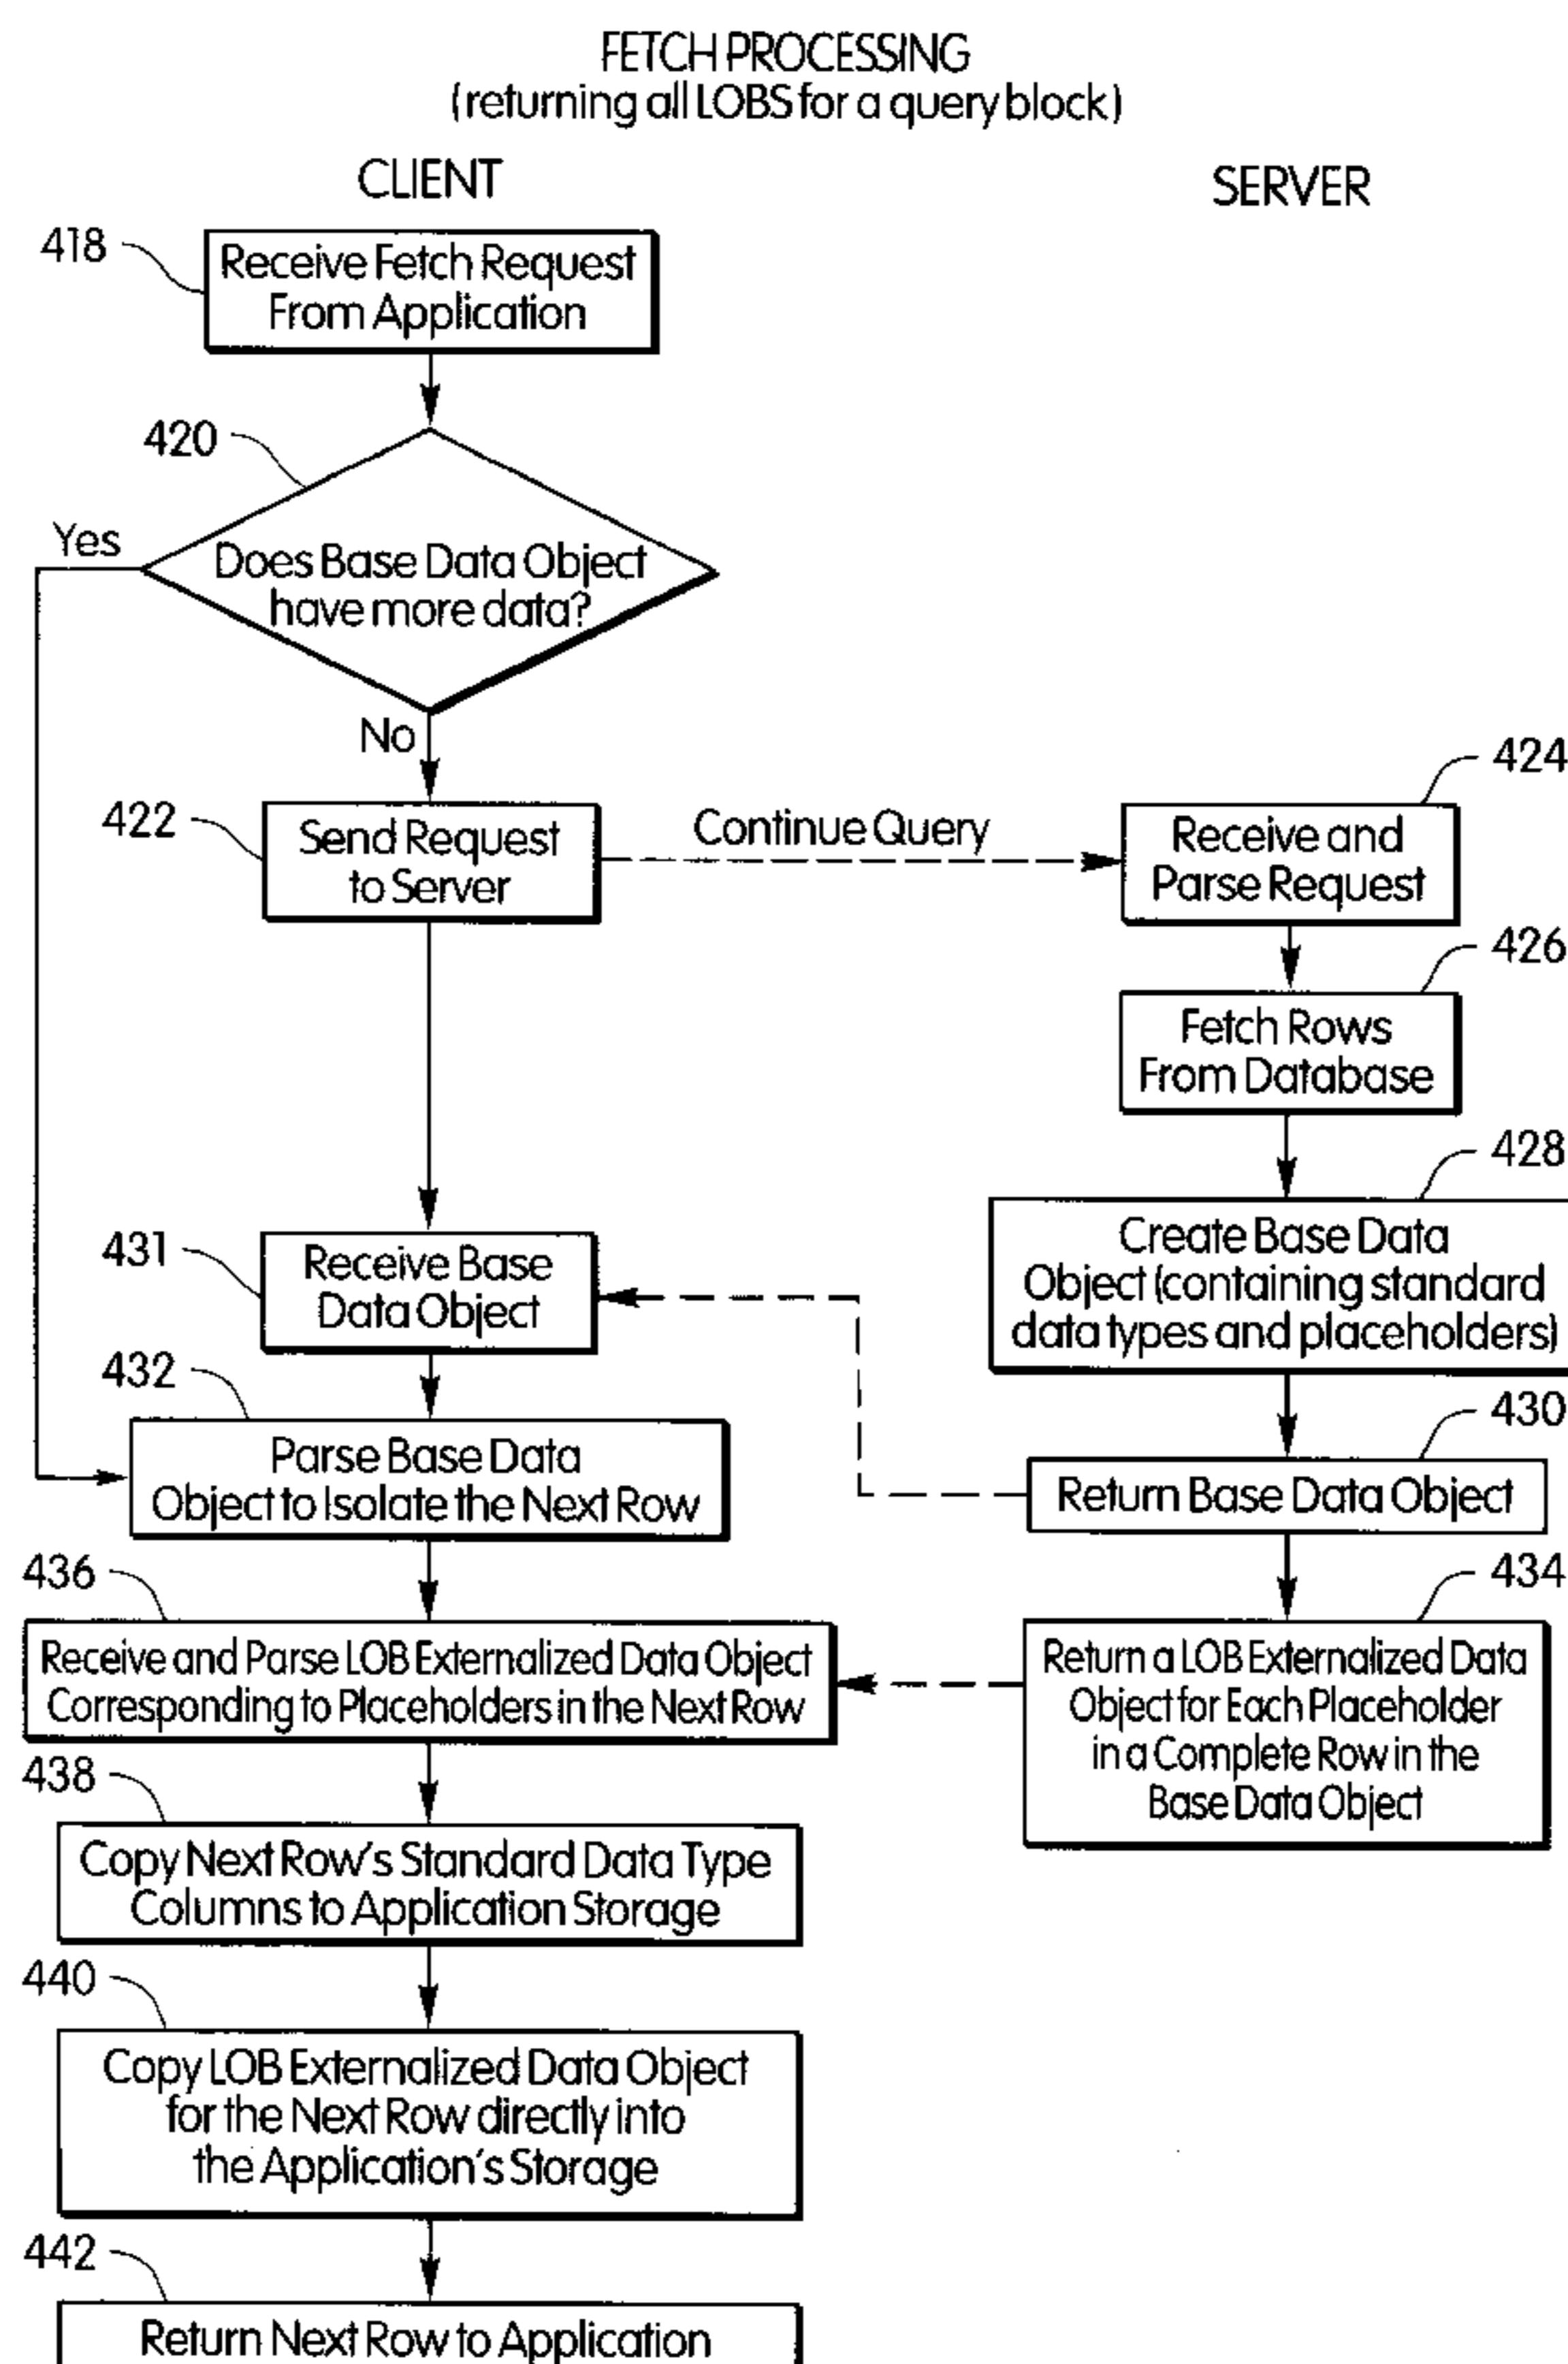 FETCH PROCESSING
(returning all LOBS for a query block)
CLIENT
SERVER
418
Receive Fetch Request
From Application
420
Yes
Does Base Data Object
have more data?
No
422
Send Request
to Server
Continue Query
424
Receive and
Parse Request
426
Fetch Rows
From Database
428
Create Base Data
Object (containing standard
data types and placeholders)
431
Receive Base
Data Object
430
Return Base Data Object
432
Parse Base Data
Object to Isolate the Next Row
434
Return a LOB Externalized Data
Object for Each Placeholder
in a Complete Row in the
Base Data Object
436
Receive and Parse LOB Externalized Data Object
Corresponding to Placeholders in the Next Row
438
Copy Next Row's Standard Data Type
Columns to Application Storage
440
Copy LOB Externalized Data Object
for the Next Row directly into
the Application's Storage
442
Return Next Row to Application